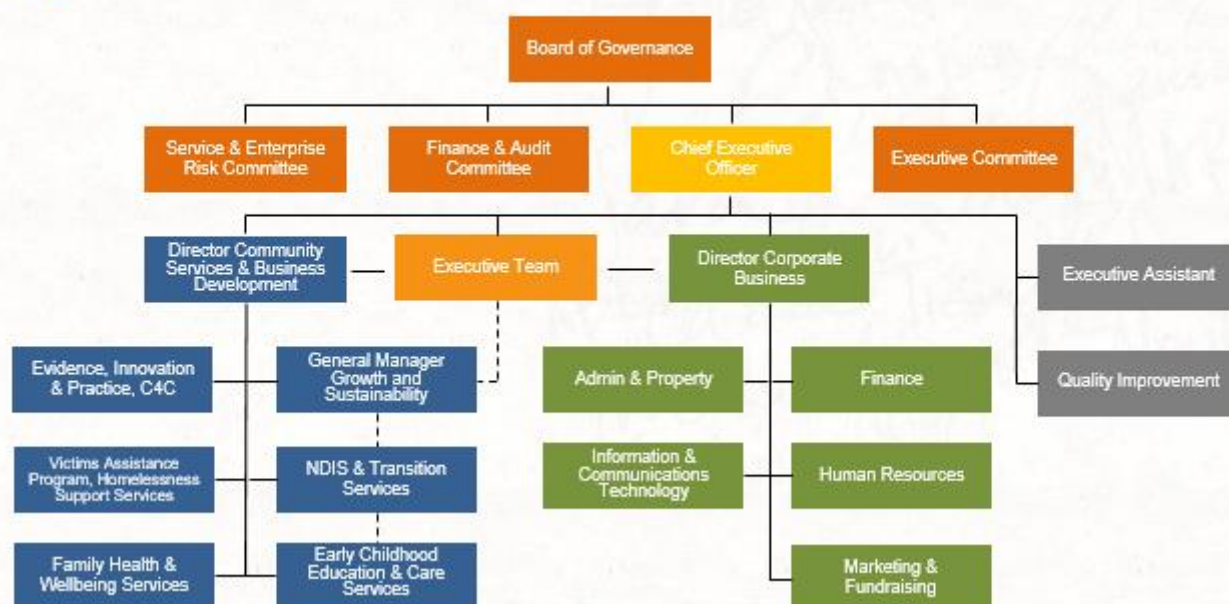 Board of Governance
Service & Enterprise
Risk Committee
Finance & Audit
Committee
Chief Executive
Officer
Executive Committee
Director Community
Services & Business
Development
Executive Team
Director Corporate
Business
Executive Assistant
Quality Improvement
Evidence, Innovation
& Practice, C4C
General Manager
Growth and
Sustainability
Admin & Property
Finance
Victims Assistance
Program, Homelessness
Support Services
NDIS & Transition
Services
Information &
Communications
Technology
Human Resources
Family Health &
Wellbeing Services
Early Childhood
Education & Care
Services
Marketing &
Fundraising